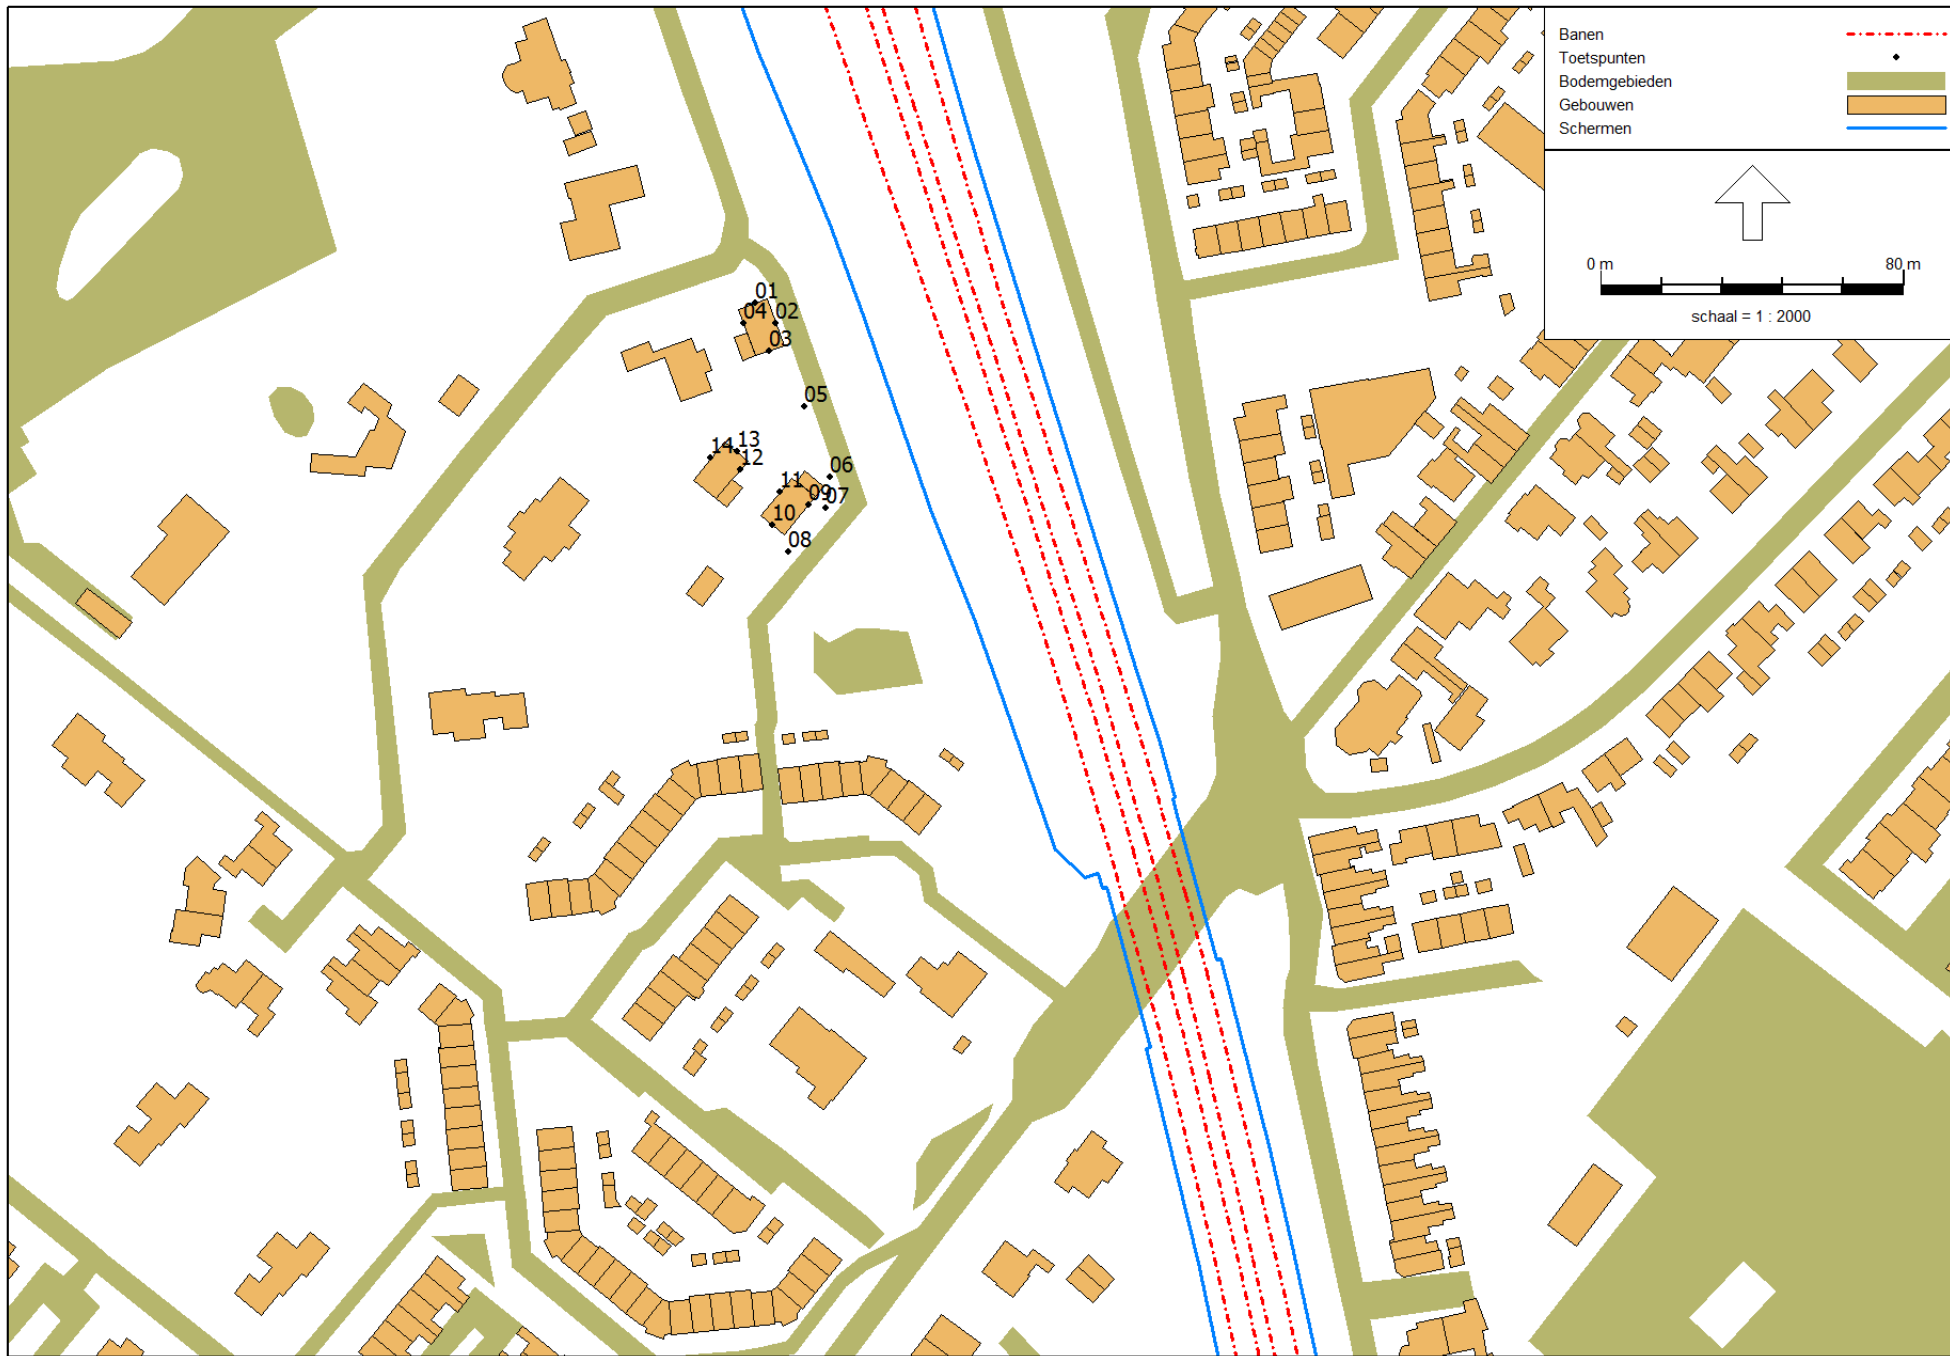 Banen
Toetspunten
Bodemgebieden
Gebouwen
Schermen
0 m 80 m
schaal = 1 : 2000
01
04 02
03
05
13
14
12
06
11
09
07
10
08